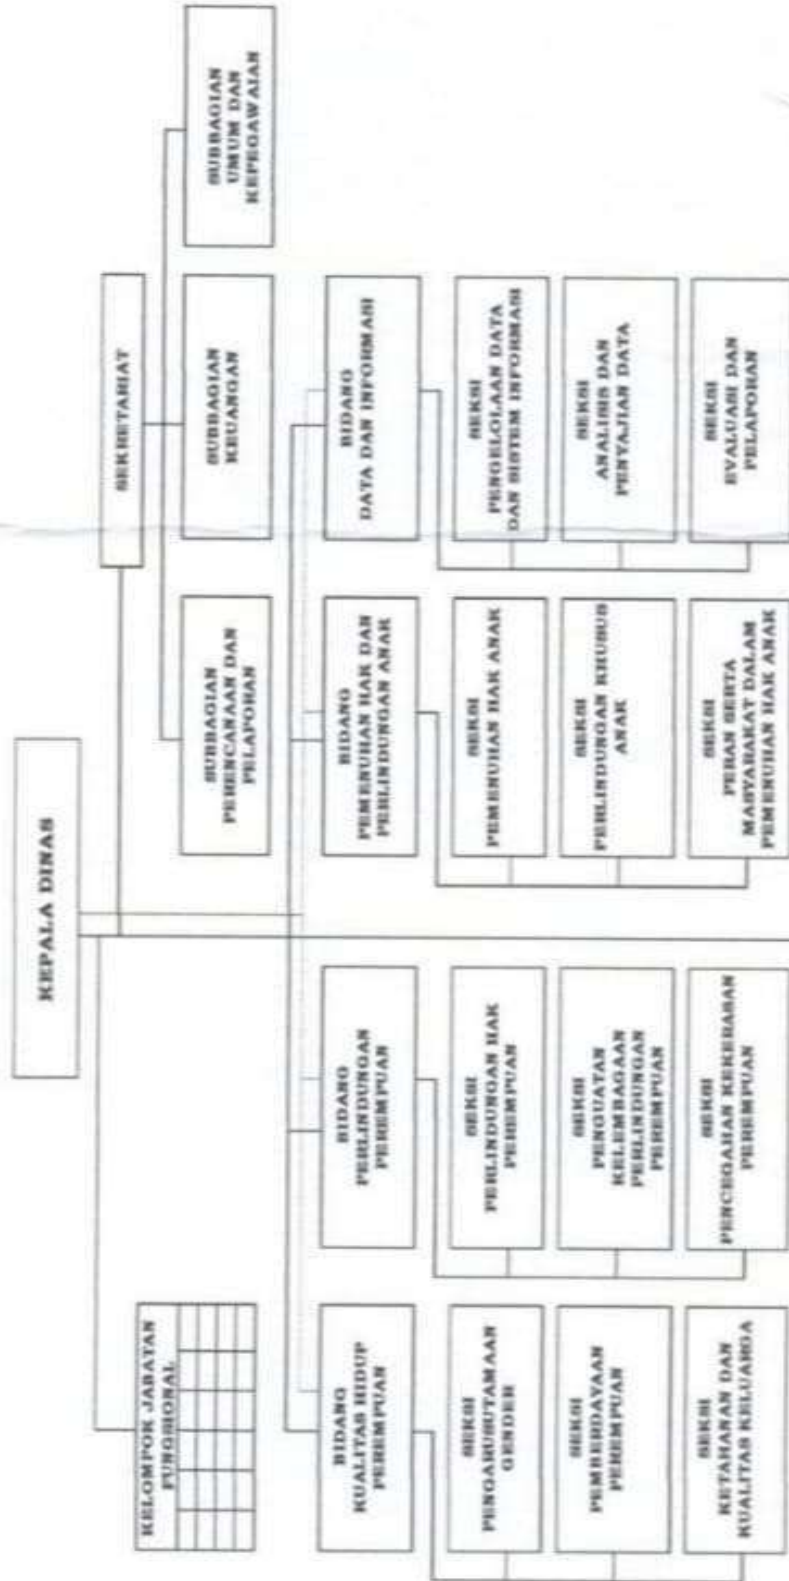 KEPALA DINAS
KELOMPOK JABATAN
FUNGSIONAL
SEKRETARIAT
SUBBAGIAN
PERENCANAAN DAN
PELAPORAN
SUBBAGIAN
KEUANGAN
SUBBAGIAN
UMUM DAN
KEPEGAWAIAN
BIDANG
KUALITAS HIDUP
PEREMPUAN
BIDANG
PERLINDUNGAN
PEREMPUAN
BIDANG
PEMENUHAN HAK DAN
PERLINDUNGAN ANAK
BIDANG
DATA DAN INFORMASI
SEKSI
PENGARUSUTAMAAN
GENDER
SEKSI
PERLINDUNGAN HAK
PEREMPUAN
SEKSI
PEMENUHAN HAK ANAK
SEKSI
PENGELOLAAN DATA
DAN SISTEM INFORMASI
SEKSI
PEMBERDAYAAN
PEREMPUAN
SEKSI
PENGUATAN
KELEMBAGAAN
PERLINDUNGAN
PEREMPUAN
SEKSI
PERLINDUNGAN KHUSUS
ANAK
SEKSI
ANALISIS DAN
PENYAJIAN DATA
SEKSI
KETAHANAN DAN
KUALITAS KELUARGA
SEKSI
PENCEGAHAN KEKERASAN
PEREMPUAN
SEKSI
PERAN SERTA
MASYARAKAT DALAM
PEMENUHAN HAK ANAK
SEKSI
EVALUASI DAN
PELAPORAN